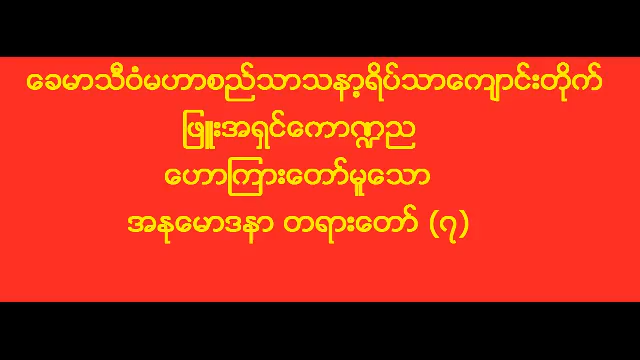 ခေမာသီဝံမဟာစည်သာသနာ့ရိပ်သာကျောင်းတိုက်
ဖြူးအရှင်ကောဏ္ဍည
ဟောကြားတော်မူသော
အနုမောဒနာ တရားတော် (၇)